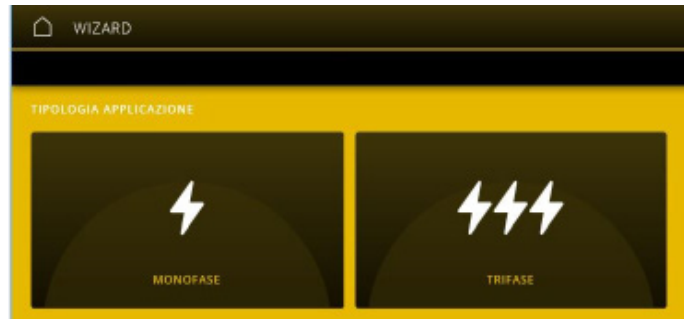 WIZARD
TIPOLOGIA APPLICAZIONE
MONOFASE
TRIFASE